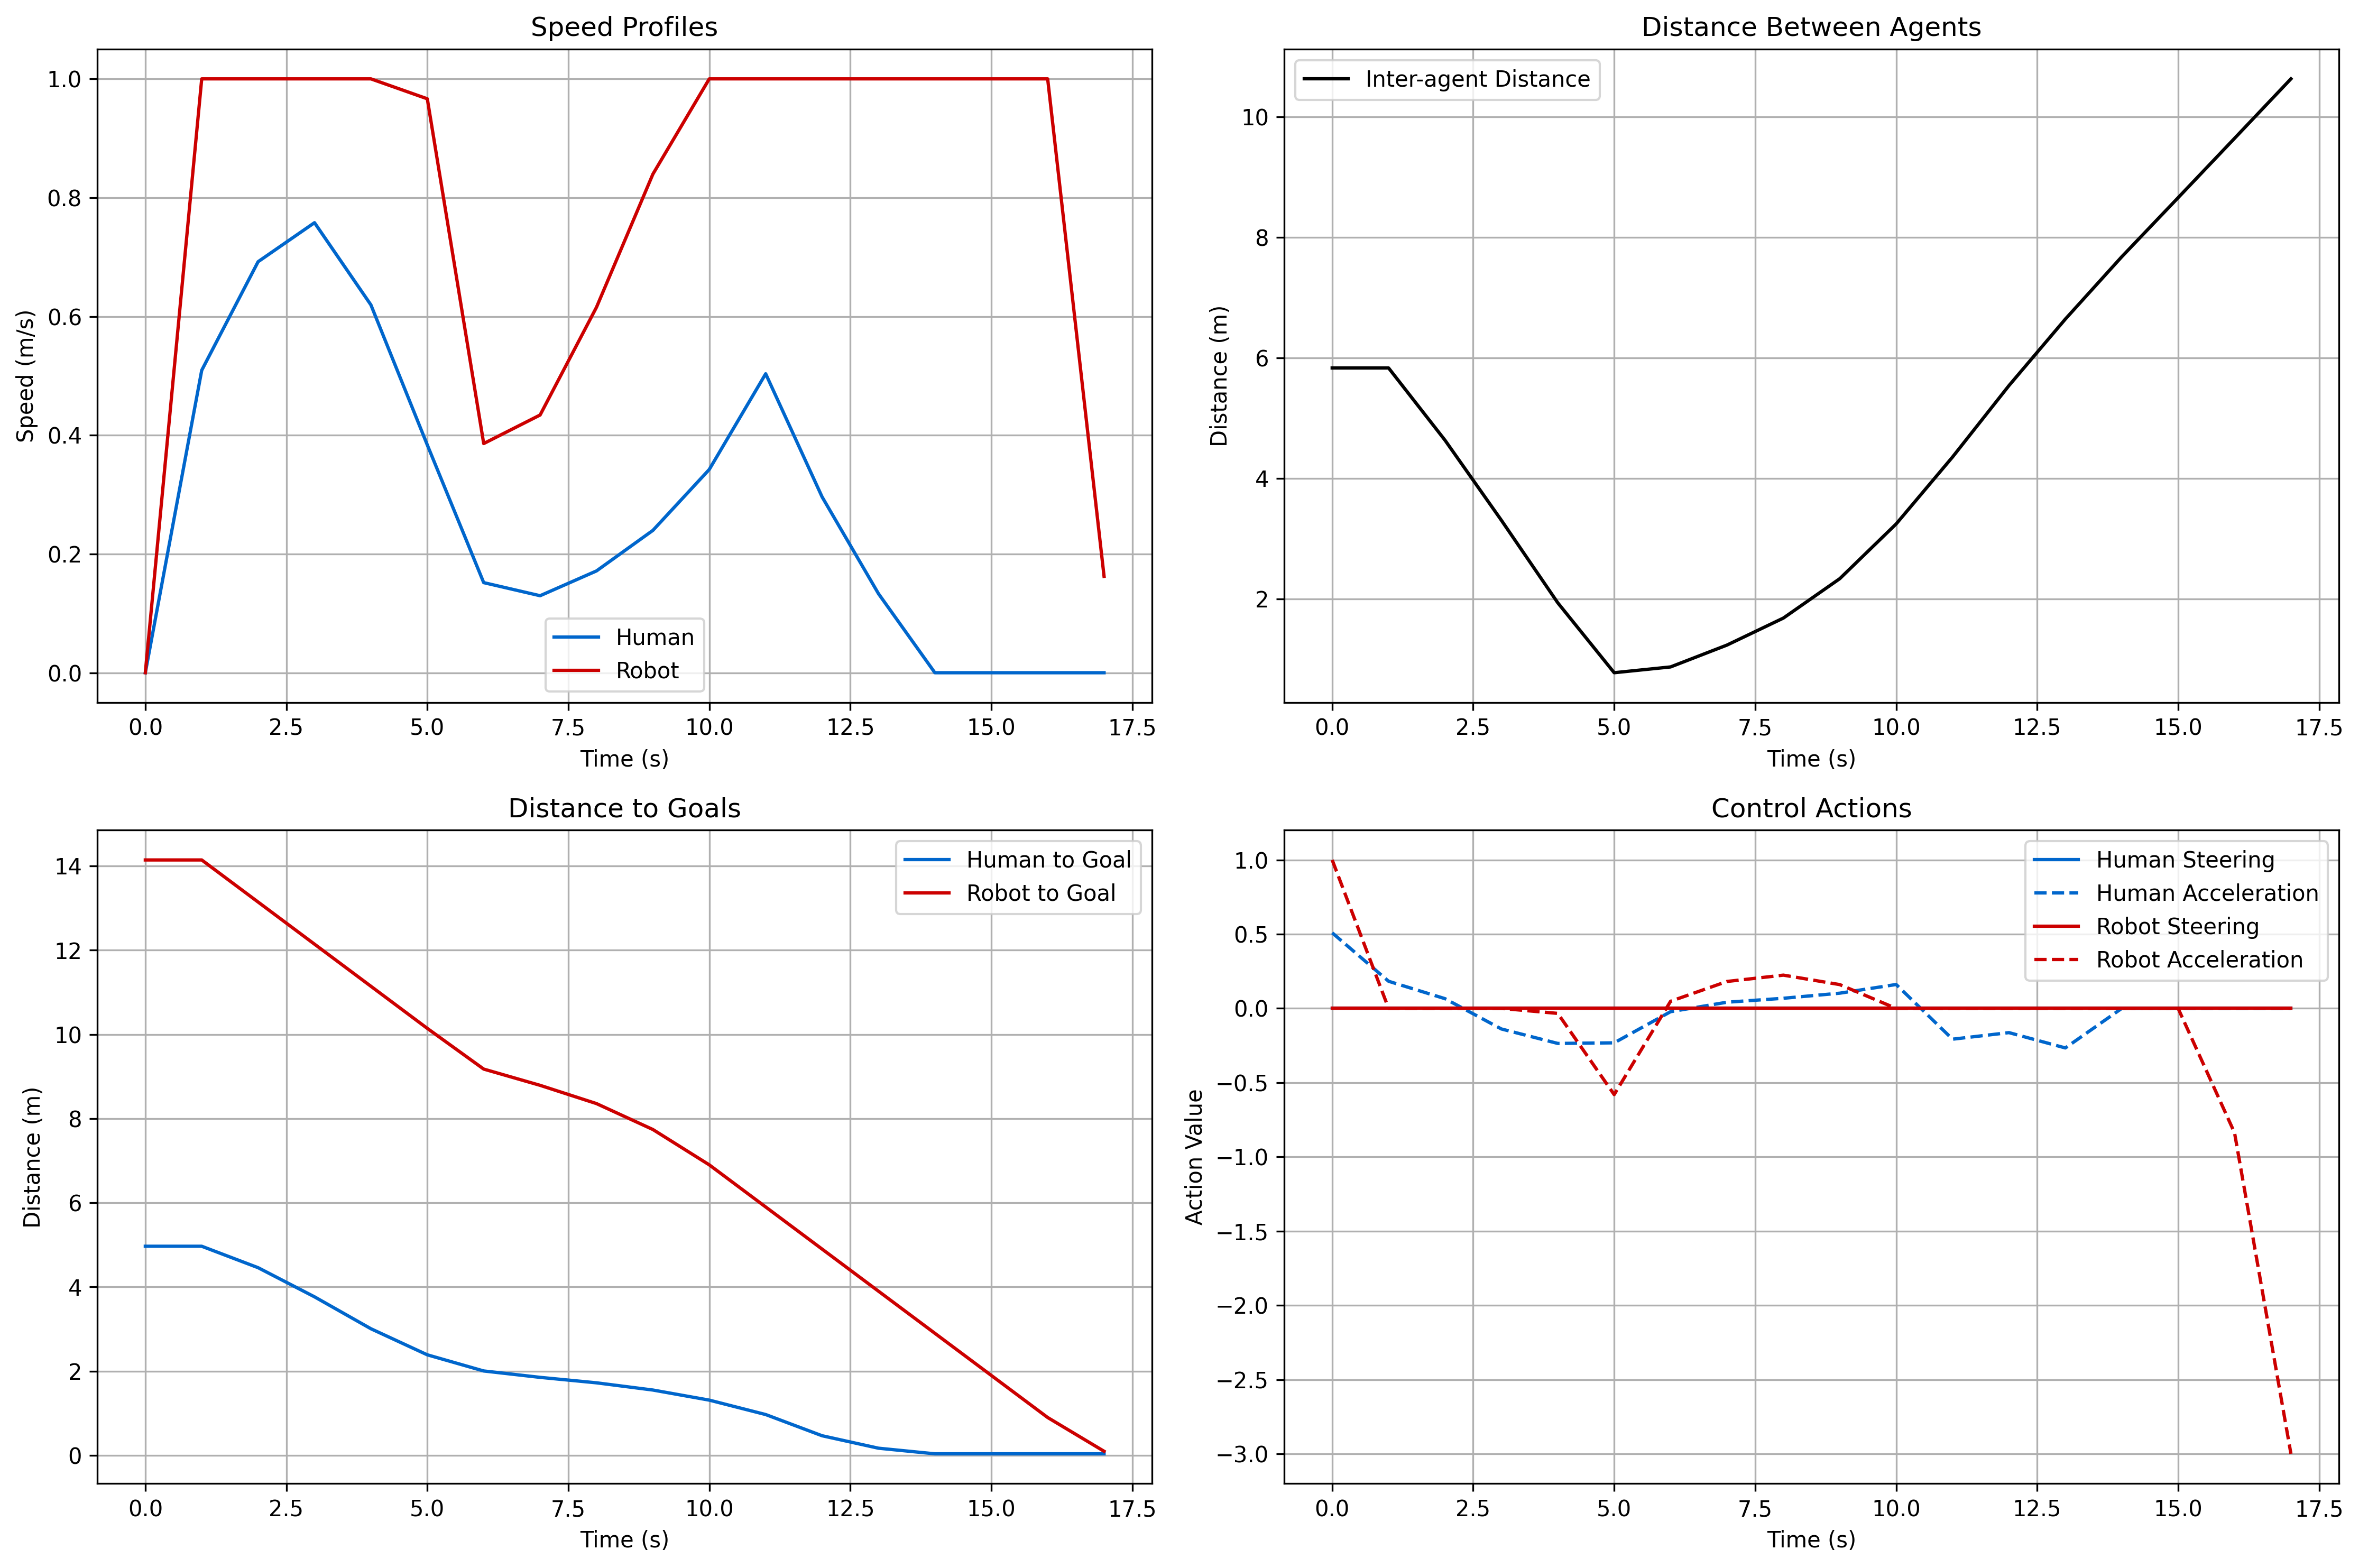 Speed Profiles
1.0
0.8
0.6
0.4
0.2
0.0
Speed (m/s)
Human
Robot
0.0 2.5 5.0 7.5 10.0 12.5 15.0 17.5
Time (s)
Distance Between Agents
Inter-agent Distance
10
8
6
4
2
Distance (m)
0.0 2.5 5.0 7.5 10.0 12.5 15.0 17.5
Time (s)
Distance to Goals
Human to Goal
Robot to Goal
14
12
10
8
6
4
2
0
Distance (m)
0.0 2.5 5.0 7.5 10.0 12.5 15.0 17.5
Time (s)
Control Actions
Human Steering
Human Acceleration
Robot Steering
Robot Acceleration
1.0
0.5
0.0
−0.5
−1.0
−1.5
−2.0
−2.5
−3.0
Action Value
0.0 2.5 5.0 7.5 10.0 12.5 15.0 17.5
Time (s)